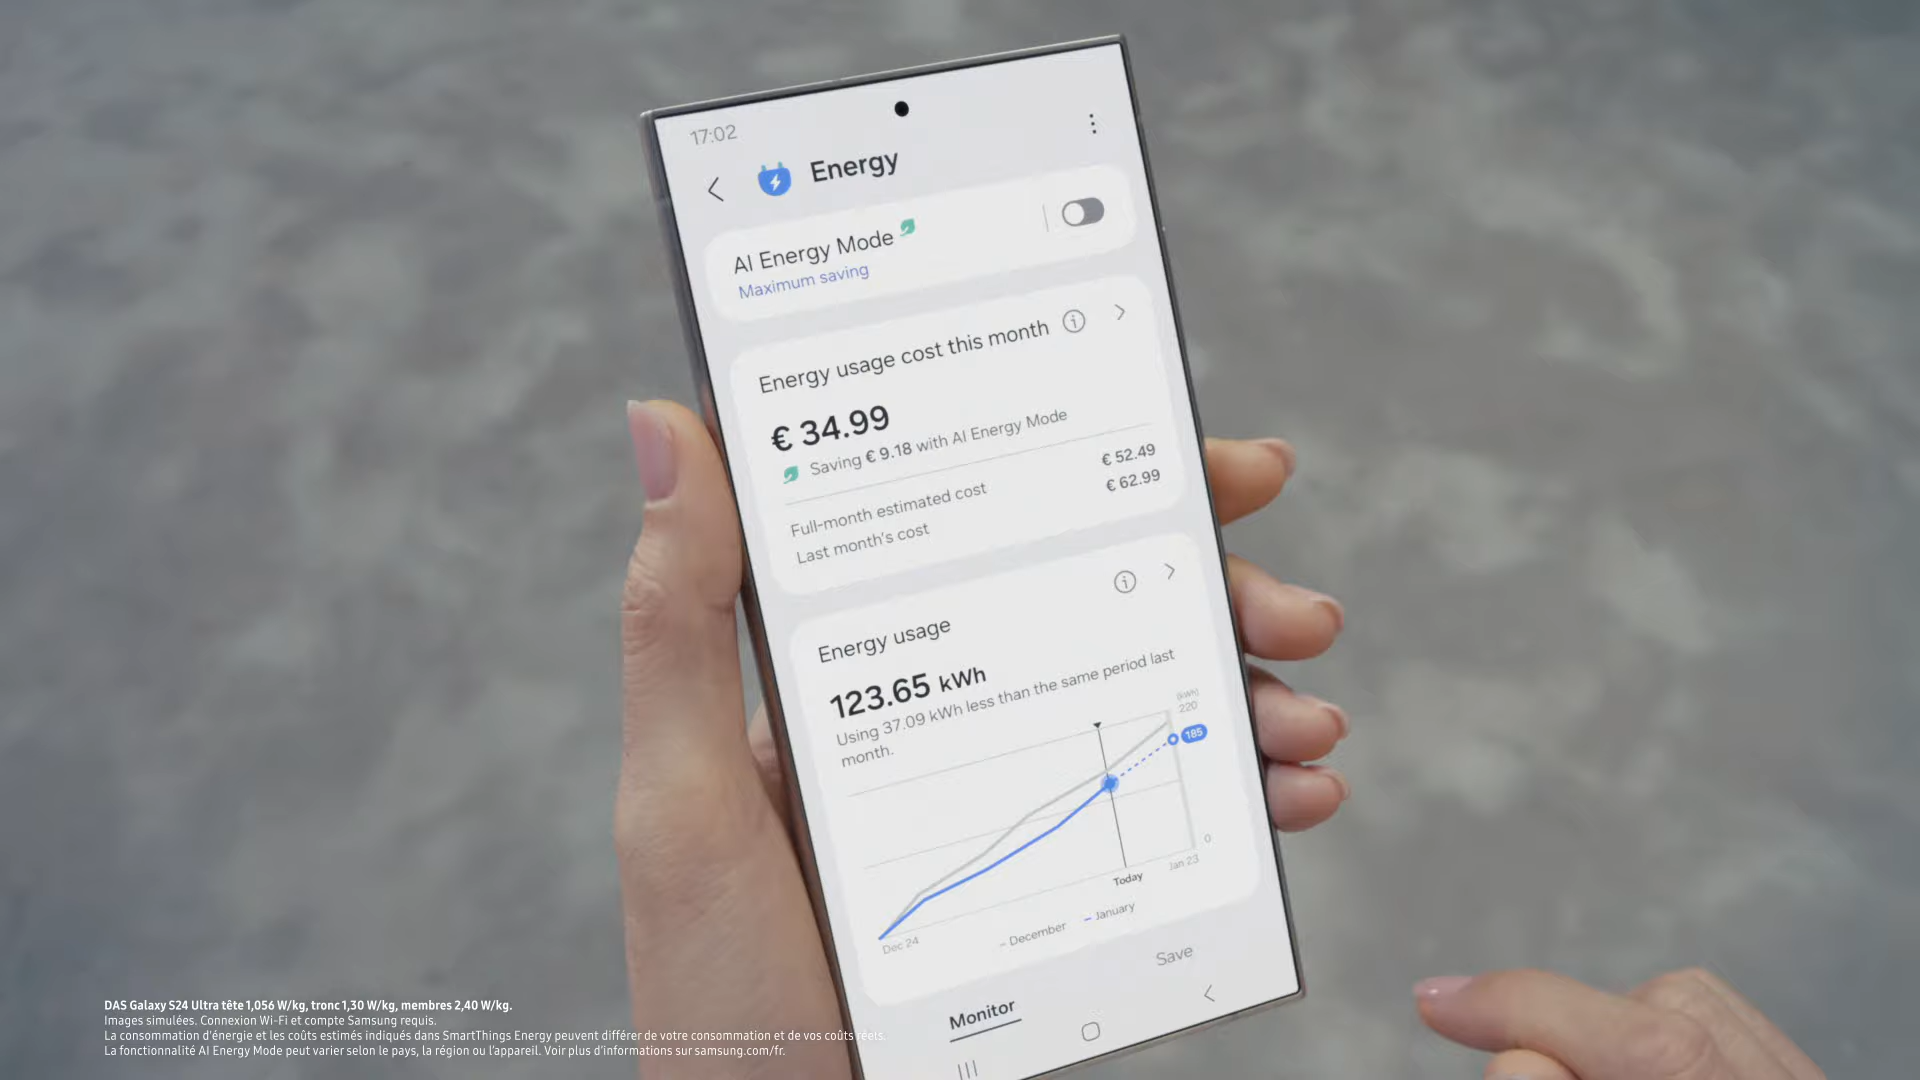 17:02
Energy
AI Energy Mode
Maximum saving
Energy usage cost this month
€ 34.99
Saving € 9.18 with AI Energy Mode
Full-month estimated cost € 52.49
Last month's cost € 62.99
Energy usage
123.65 kWh
Using 37.09 kWh less than the same period last
month.
(kWh)
220
185
0
Dec 24 Today Jan 23
December January
Monitor Save
DAS Galaxy S24 Ultra tête 1,056 W/kg, tronc 1,30 W/kg, membres 2,40 W/kg.
Images simulées. Connexion Wi-Fi et compte Samsung requis.
La consommation d'énergie et les coûts estimés indiqués dans SmartThings Energy peuvent différer de votre consommation et de vos coûts réels.
La fonctionnalité AI Energy Mode peut varier selon le pays, la région ou l'appareil. Voir plus d'informations sur samsung.com/fr.